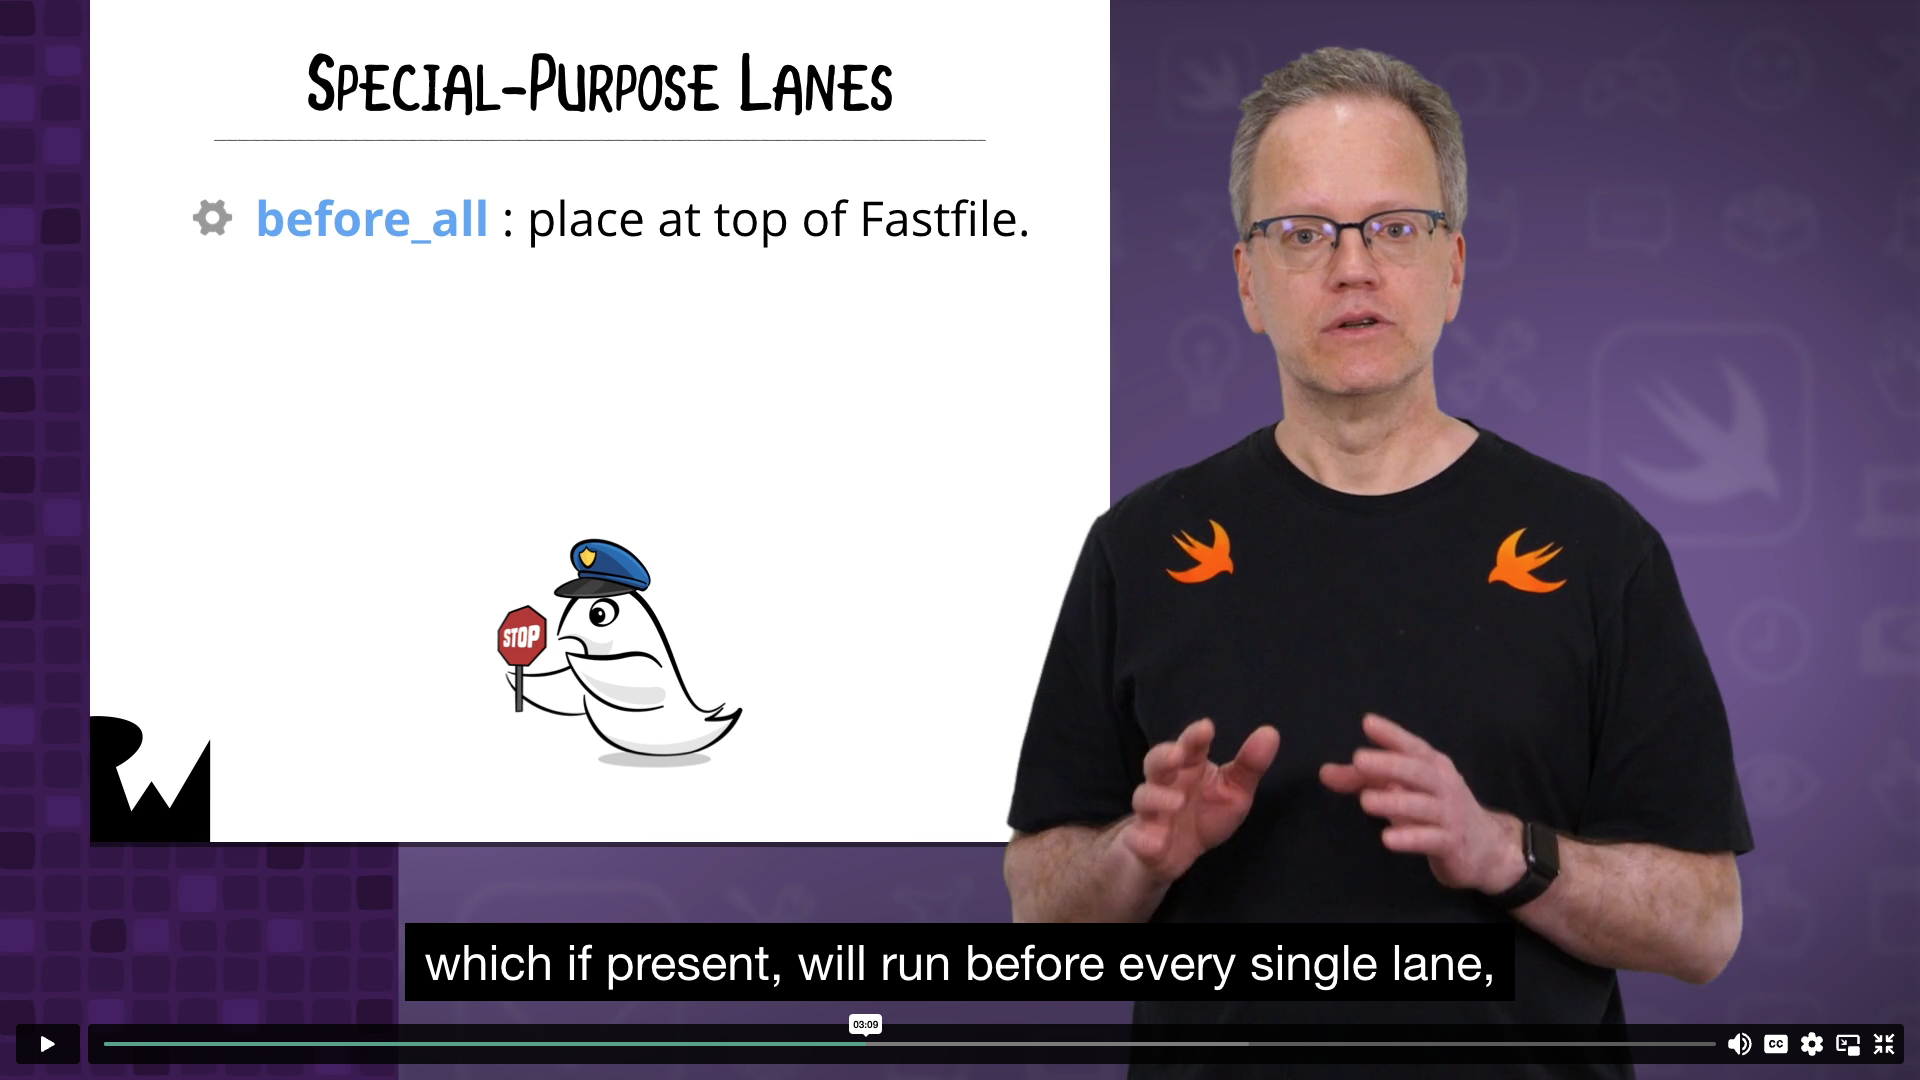 Special-Purpose Lanes
before_all : place at top of Fastfile.
STOP
RW
which if present, will run before every single lane,
03:09
CC